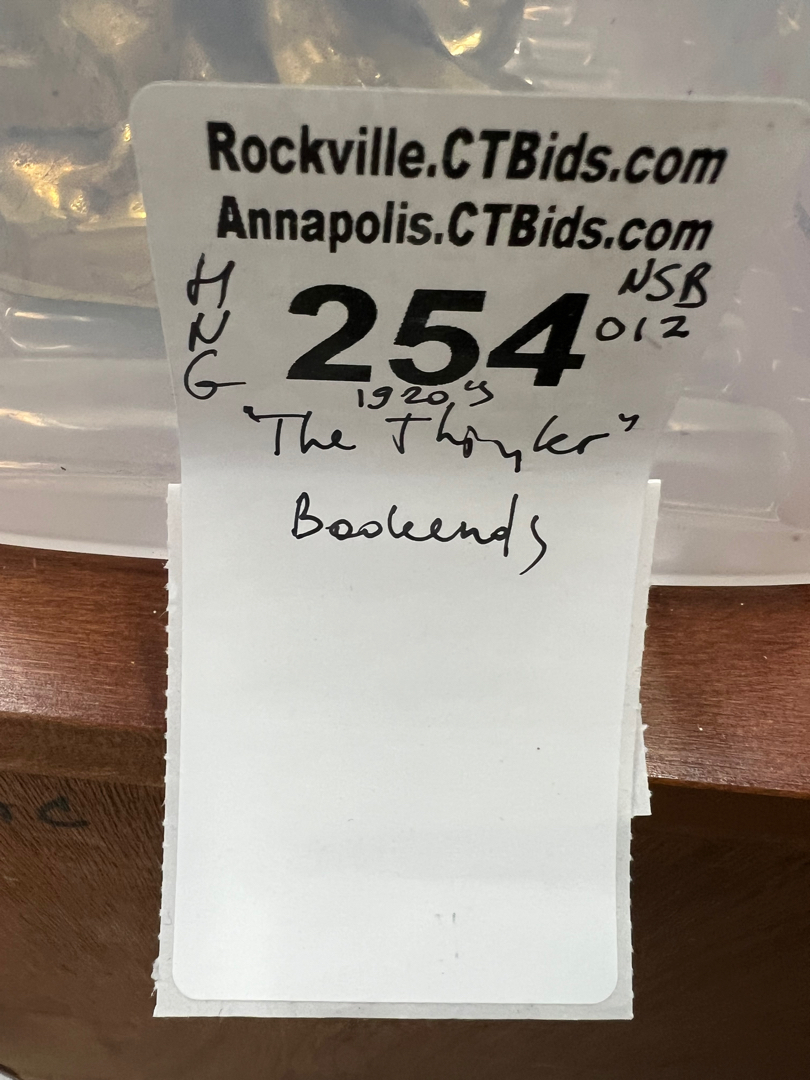 Rockville.CTBids.com
Annapolis.CTBids.com
H
N
G
254
NSB
012
1920's
"The Thinker"
Bookends